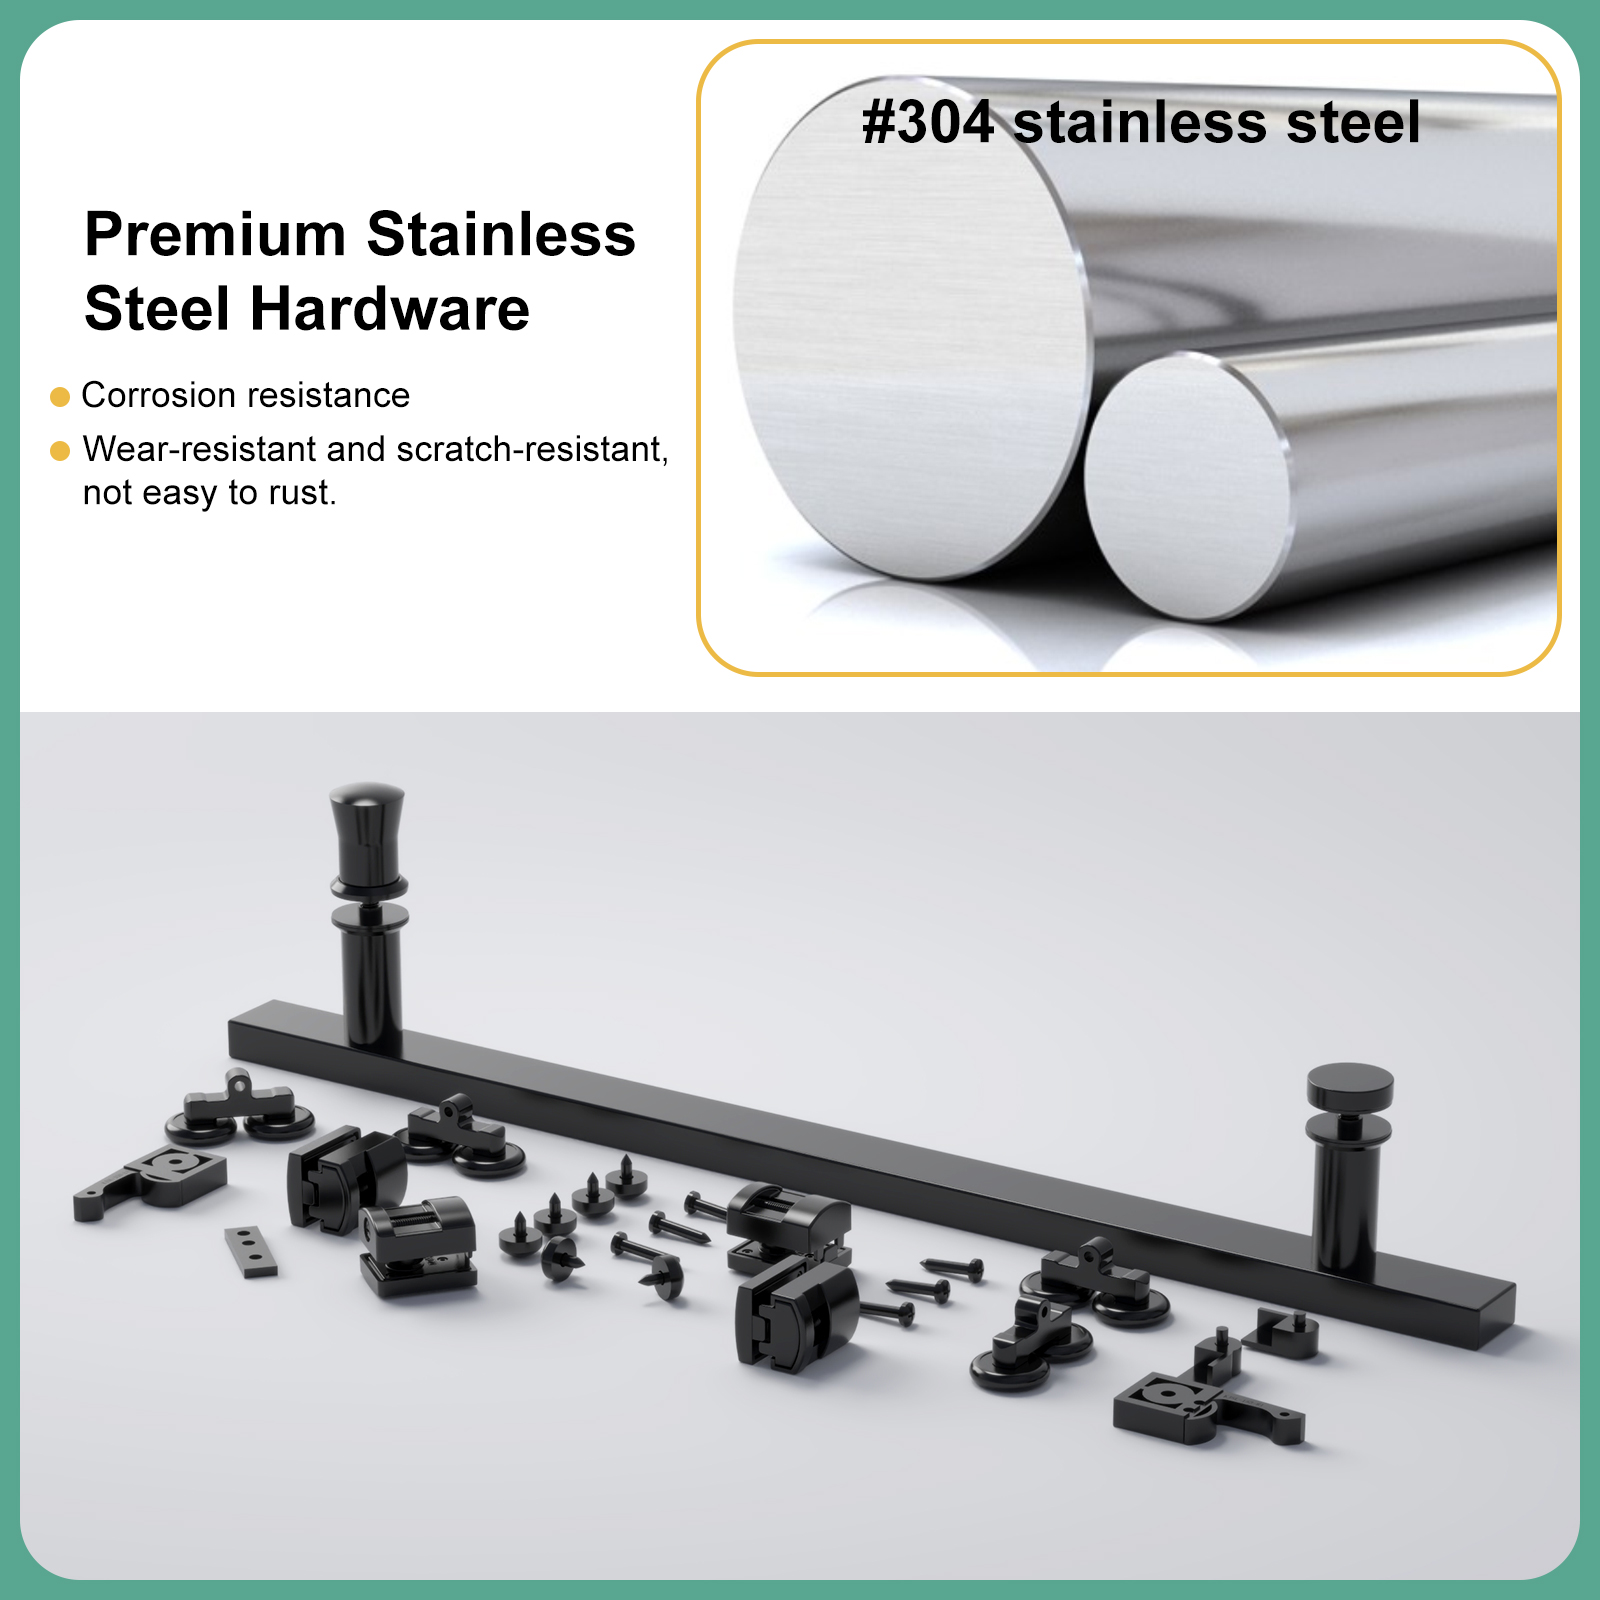 #304 stainless steel
Premium Stainless
Steel Hardware
Corrosion resistance
Wear-resistant and scratch-resistant,
not easy to rust.